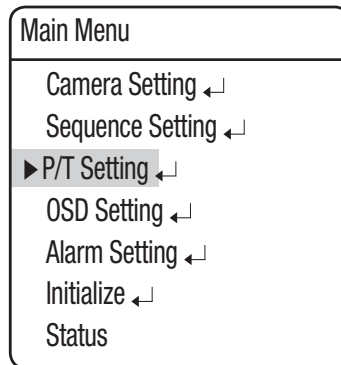 Main Menu
Camera Setting ↵
Sequence Setting ↵
▶P/T Setting ↵
OSD Setting ↵
Alarm Setting ↵
Initialize ↵
Status